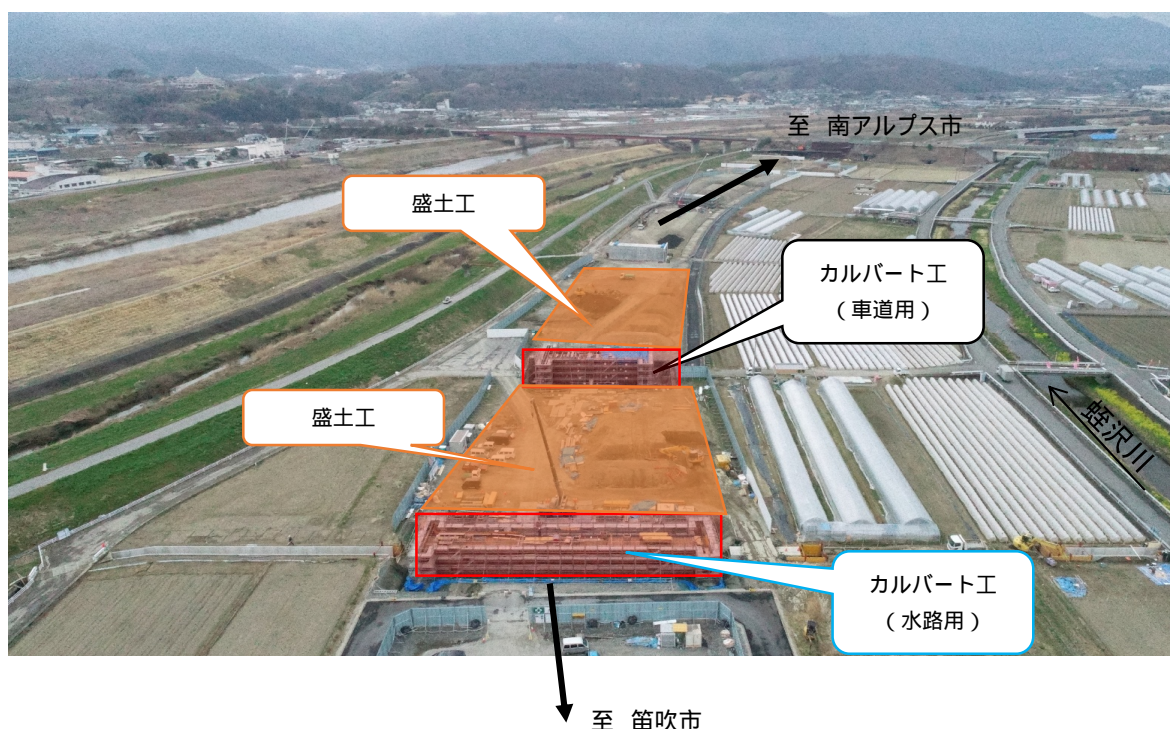 至 南アルプス市
盛土工
カルバート工
(車道用)
盛土工
蛭沢川
カルバート工
(水路用)
至 笛吹市